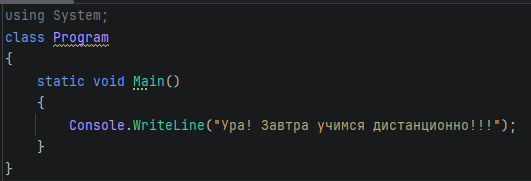 using System;
class Program
{
    static void Main()
    {
        Console.WriteLine("Ура! Завтра учимся дистанционно!!!");
    }
}